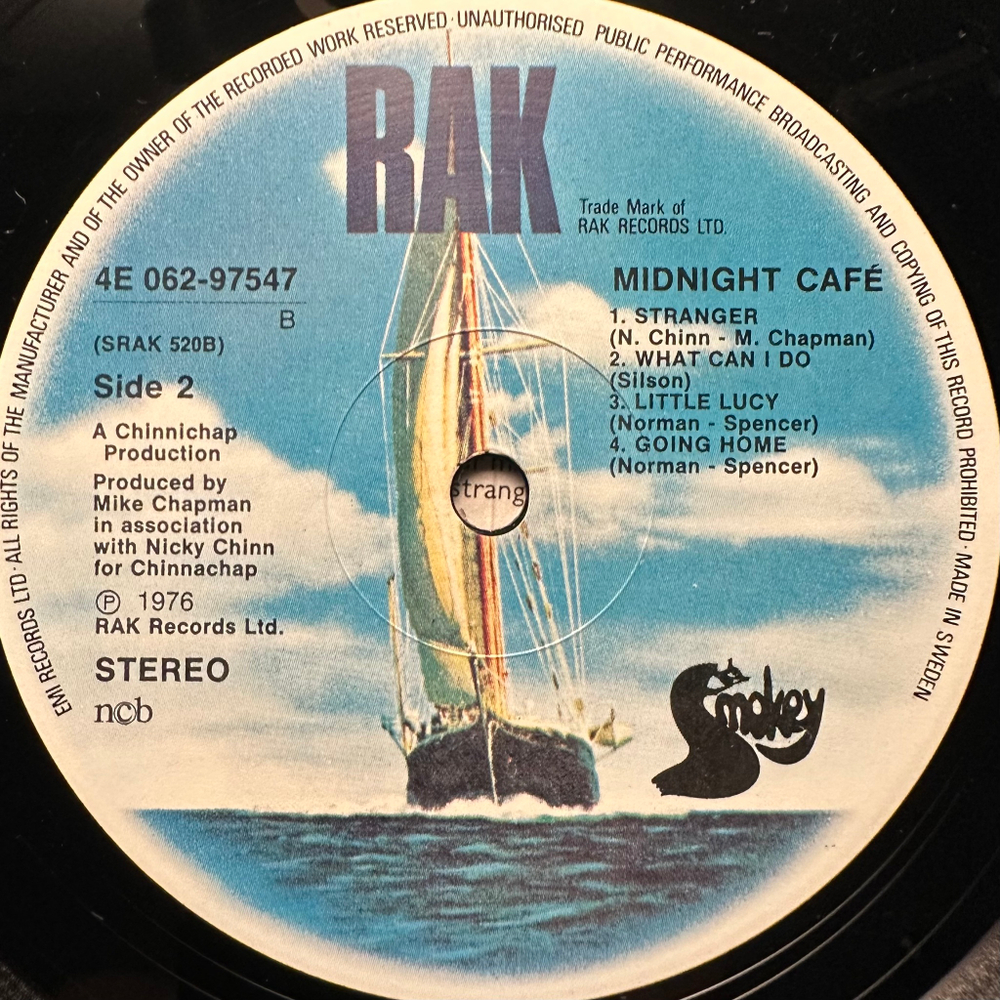 EMI RECORDS LTD · ALL RIGHTS OF THE MANUFACTURER AND OF THE OWNER OF THE RECORDED WORK RESERVED · UNAUTHORISED PUBLIC PERFORMANCE BROADCASTING AND COPYING OF THIS RECORD PROHIBITED · MADE IN SWEDEN
RAK
Trade Mark of
RAK RECORDS LTD.
4E 062-97547
B
(SRAK 520B)
Side 2
A Chinnichap
Production
Produced by
Mike Chapman
in association
with Nicky Chinn
for Chinnachap
℗ 1976
RAK Records Ltd.
STEREO
ncb
MIDNIGHT CAFÉ
1. STRANGER
(N. Chinn - M. Chapman)
2. WHAT CAN I DO
(Silson)
3. LITTLE LUCY
(Norman - Spencer)
4. GOING HOME
(Norman - Spencer)
strang
Smokey